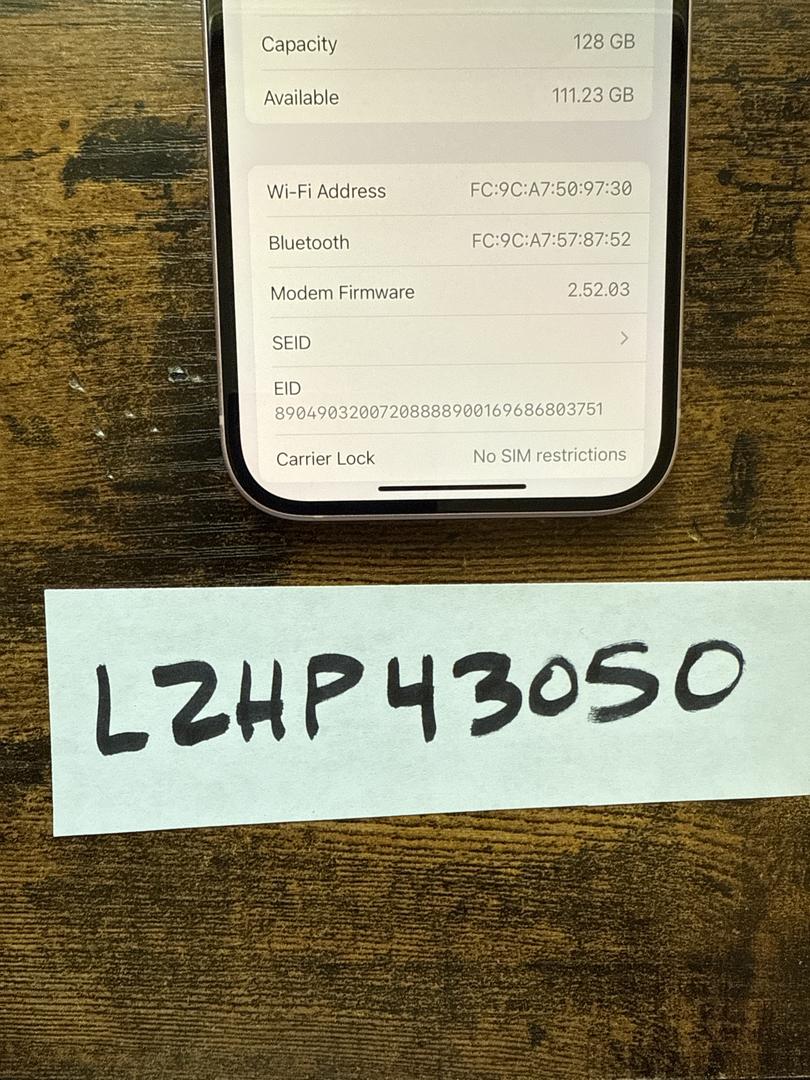 Capacity 128 GB
Available 111.23 GB
Wi-Fi Address FC:9C:A7:50:97:30
Bluetooth FC:9C:A7:57:87:52
Modem Firmware 2.52.03
SEID
EID
89049032007208888900169686803751
Carrier Lock No SIM restrictions
LZHP43050